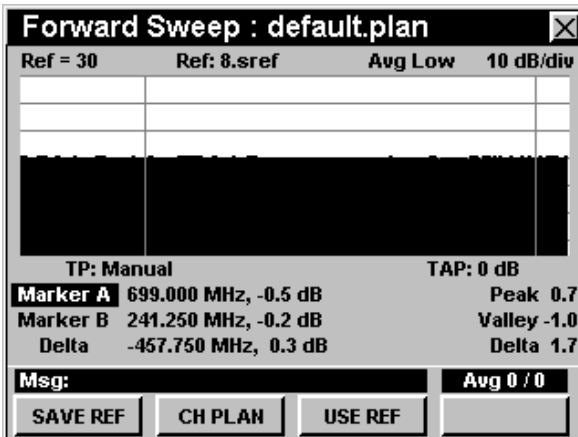 Forward Sweep : default.plan
Ref = 30 Ref: 8.sref Avg Low 10 dB/div
TP: Manual TAP: 0 dB
Marker A 699.000 MHz, -0.5 dB Peak 0.7
Marker B 241.250 MHz, -0.2 dB Valley -1.0
Delta -457.750 MHz, 0.3 dB Delta 1.7
Msg: Avg 0 / 0
SAVE REF CH PLAN USE REF